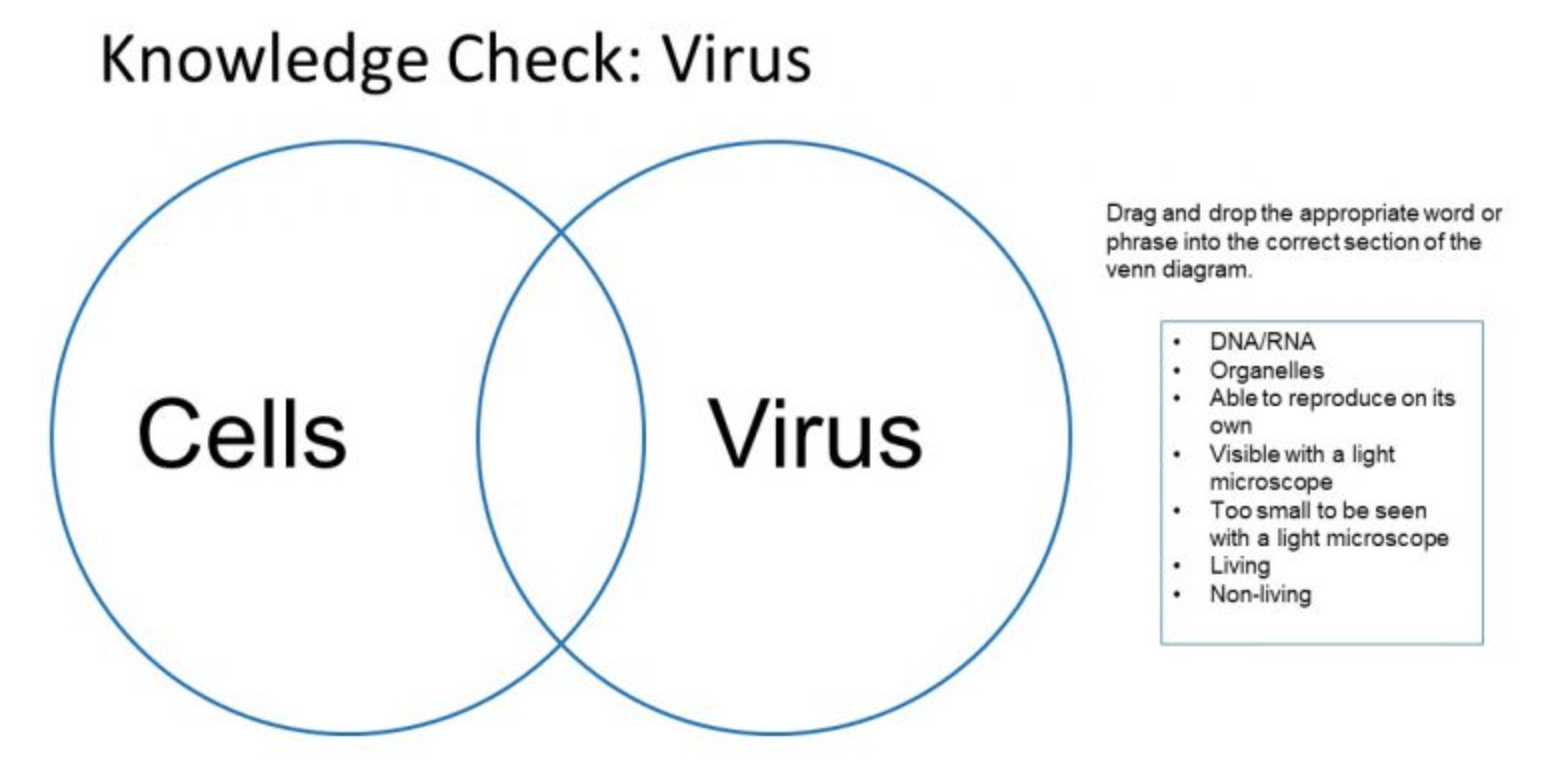 Knowledge Check: Virus
Cells
Virus
Drag and drop the appropriate word or
phrase into the correct section of the
venn diagram.
• DNA/RNA
• Organelles
• Able to reproduce on its
own
• Visible with a light
microscope
• Too small to be seen
with a light microscope
• Living
• Non-living